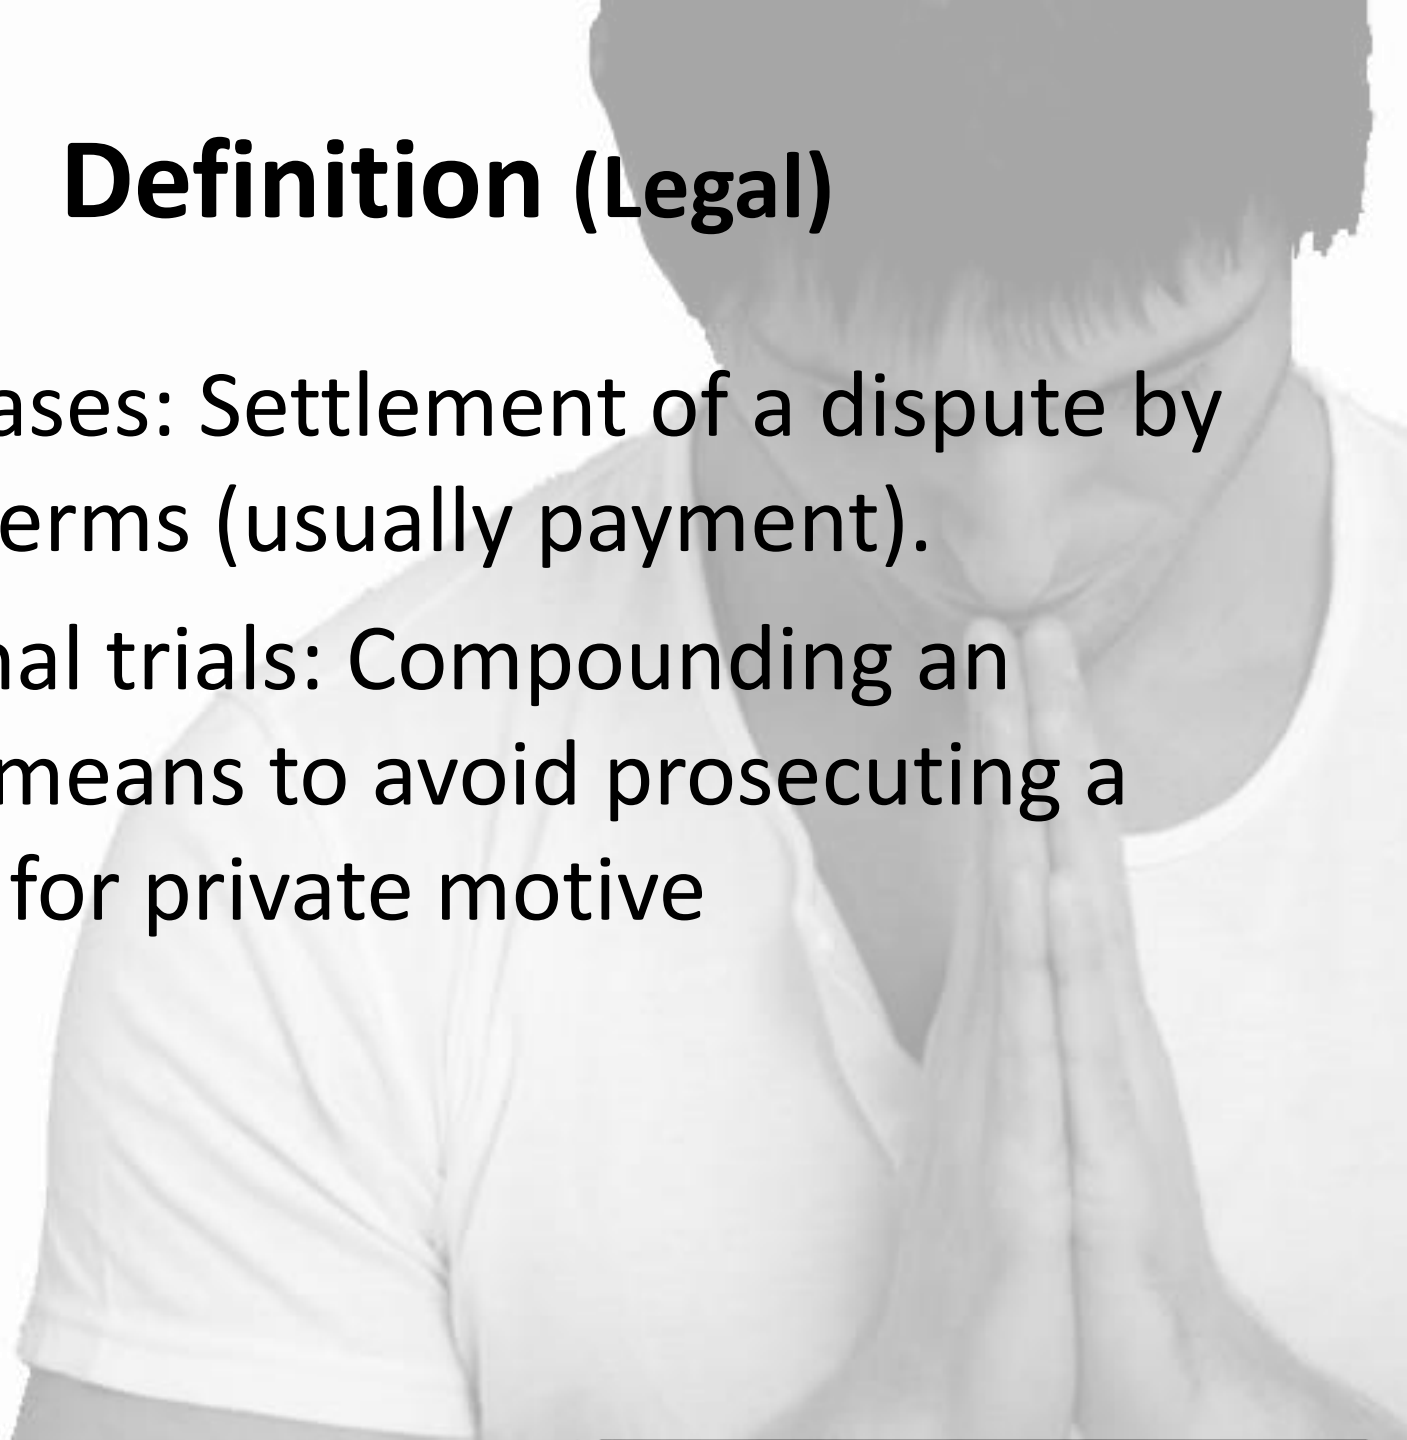 Definition (Legal)
ases: Settlement of a dispute by
erms (usually payment).
nal trials: Compounding an
means to avoid prosecuting a
for private motive